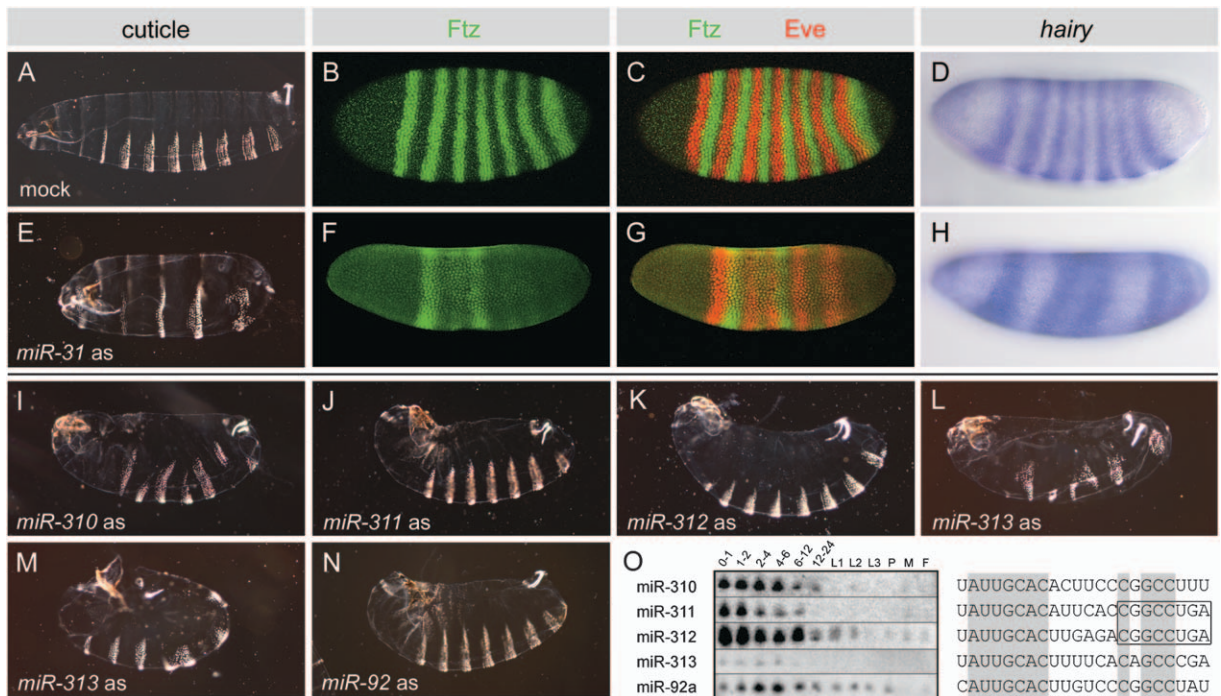 cuticle
Ftz
Ftz Eve
hairy
A
mock
B
C
D
E
miR-31 as
F
G
H
I
miR-310 as
J
miR-311 as
K
miR-312 as
L
miR-313 as
M
miR-313 as
N
miR-92 as
O
0-1 1-2 2-4 4-6 6-12 12-24 L1 L2 L3 P M F
miR-310 UAUUGCACACUUCCCGGCCUUU
miR-311 UAUUGCACAUUCACCGGCCUGA
miR-312 UAUUGCACUUGAGACGGCCUGA
miR-313 UAUUGCACUUUUCACAGCCCGA
miR-92a CAUUGCACUUGUCCCGGCCUAU